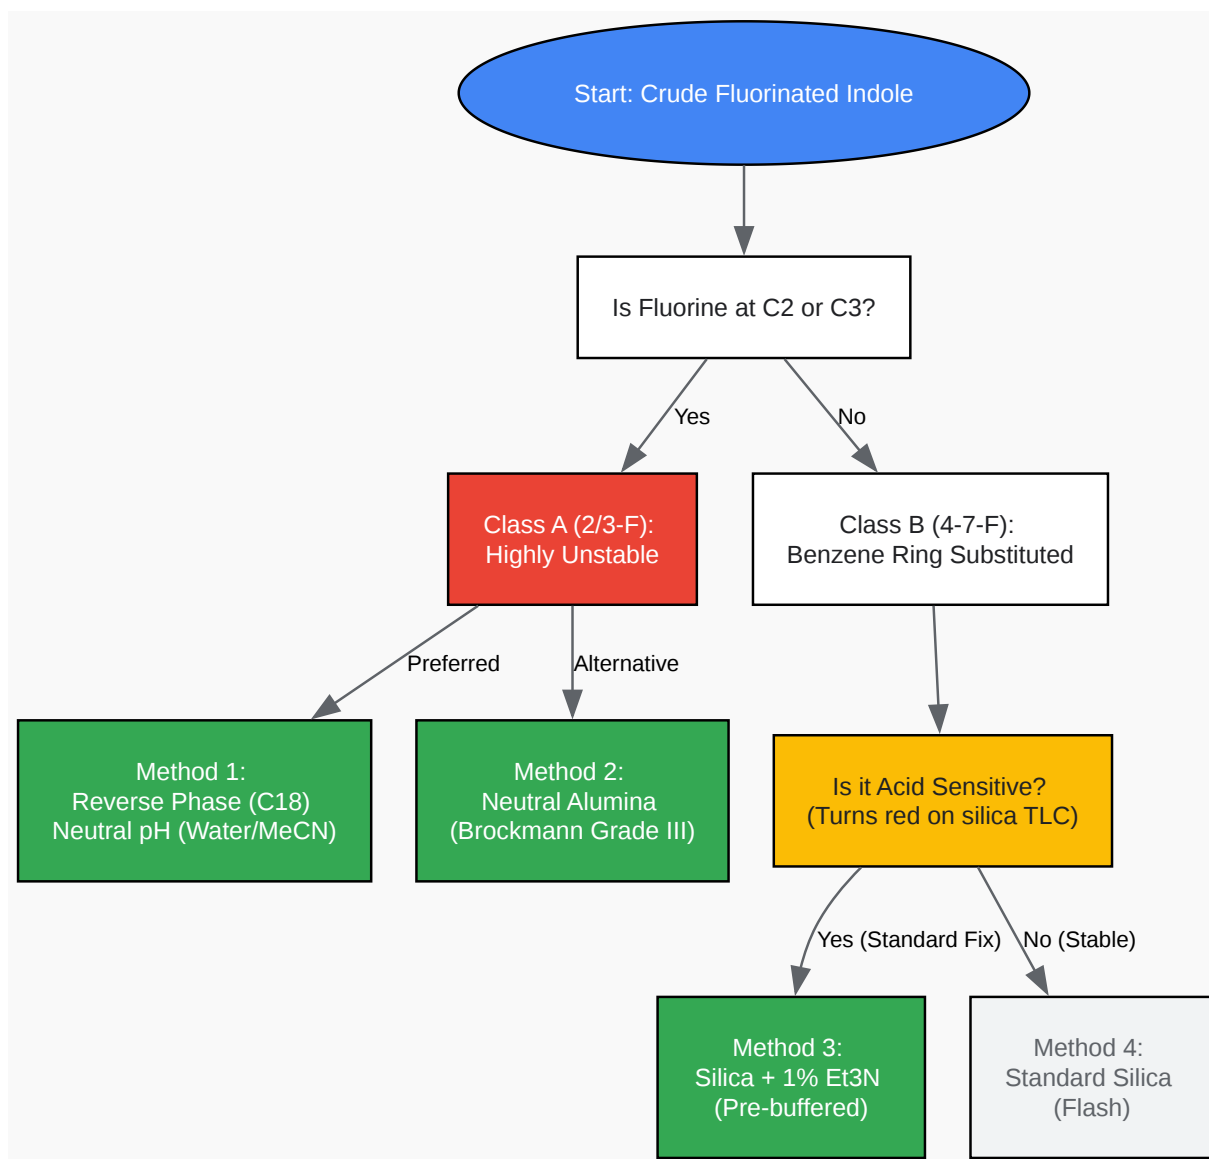 Start: Crude Fluorinated Indole
Is Fluorine at C2 or C3?
Yes
No
Class A (2/3-F):
Highly Unstable
Class B (4-7-F):
Benzene Ring Substituted
Preferred
Alternative
Method 1:
Reverse Phase (C18)
Neutral pH (Water/MeCN)
Method 2:
Neutral Alumina
(Brockmann Grade III)
Is it Acid Sensitive?
(Turns red on silica TLC)
Yes (Standard Fix)
No (Stable)
Method 3:
Silica + 1% Et3N
(Pre-buffered)
Method 4:
Standard Silica
(Flash)